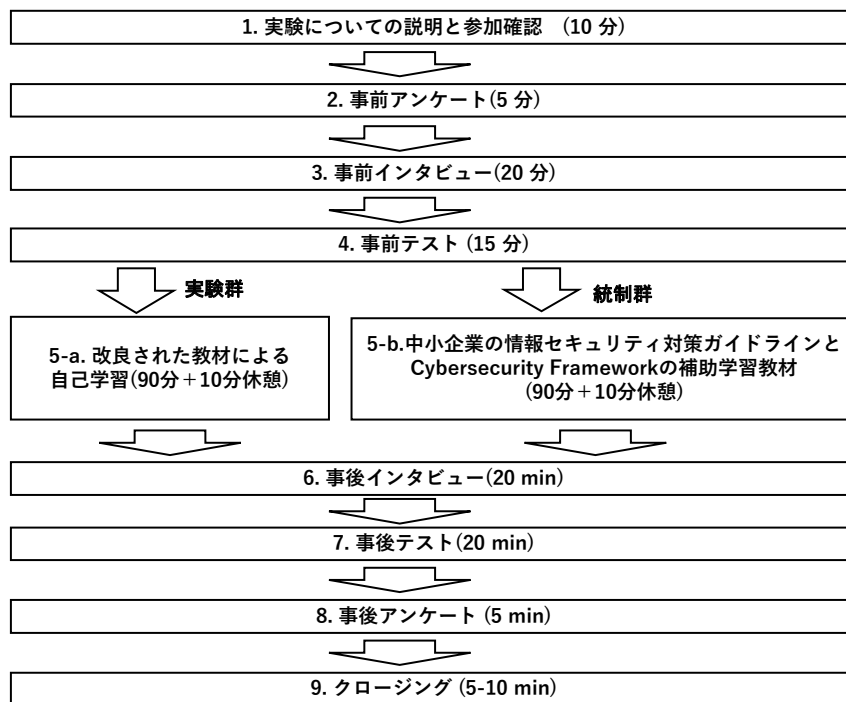 1. 実験についての説明と参加確認　(10 分)
2. 事前アンケート(5 分)
3. 事前インタビュー(20 分)
4. 事前テスト (15 分)
実験群
統制群
5-a. 改良された教材による
自己学習(90分＋10分休憩)
5-b.中小企業の情報セキュリティ対策ガイドラインと
Cybersecurity Frameworkの補助学習教材
(90分＋10分休憩)
6. 事後インタビュー(20 min)
7. 事後テスト(20 min)
8. 事後アンケート (5 min)
9. クロージング (5-10 min)